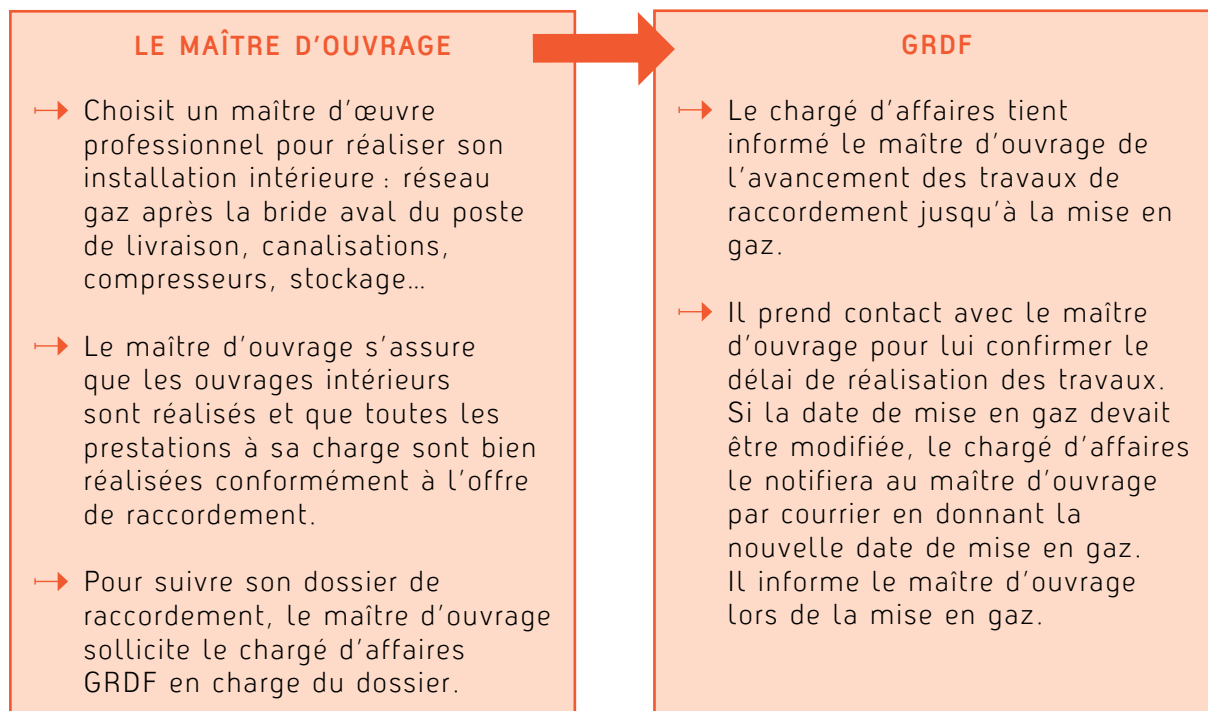 LE MAÎTRE D'OUVRAGE
Choisit un maître d'œuvre
professionnel pour réaliser son
installation intérieure : réseau
gaz après la bride aval du poste
de livraison, canalisations,
compresseurs, stockage…
Le maître d'ouvrage s'assure
que les ouvrages intérieurs
sont réalisés et que toutes les
prestations à sa charge sont bien
réalisées conformément à l'offre
de raccordement.
Pour suivre son dossier de
raccordement, le maître d'ouvrage
sollicite le chargé d'affaires
GRDF en charge du dossier.
GRDF
Le chargé d'affaires tient
informé le maître d'ouvrage de
l'avancement des travaux de
raccordement jusqu'à la mise en
gaz.
Il prend contact avec le maître
d'ouvrage pour lui confirmer le
délai de réalisation des travaux.
Si la date de mise en gaz devait
être modifiée, le chargé d'affaires
le notifiera au maître d'ouvrage
par courrier en donnant la
nouvelle date de mise en gaz.
Il informe le maître d'ouvrage
lors de la mise en gaz.